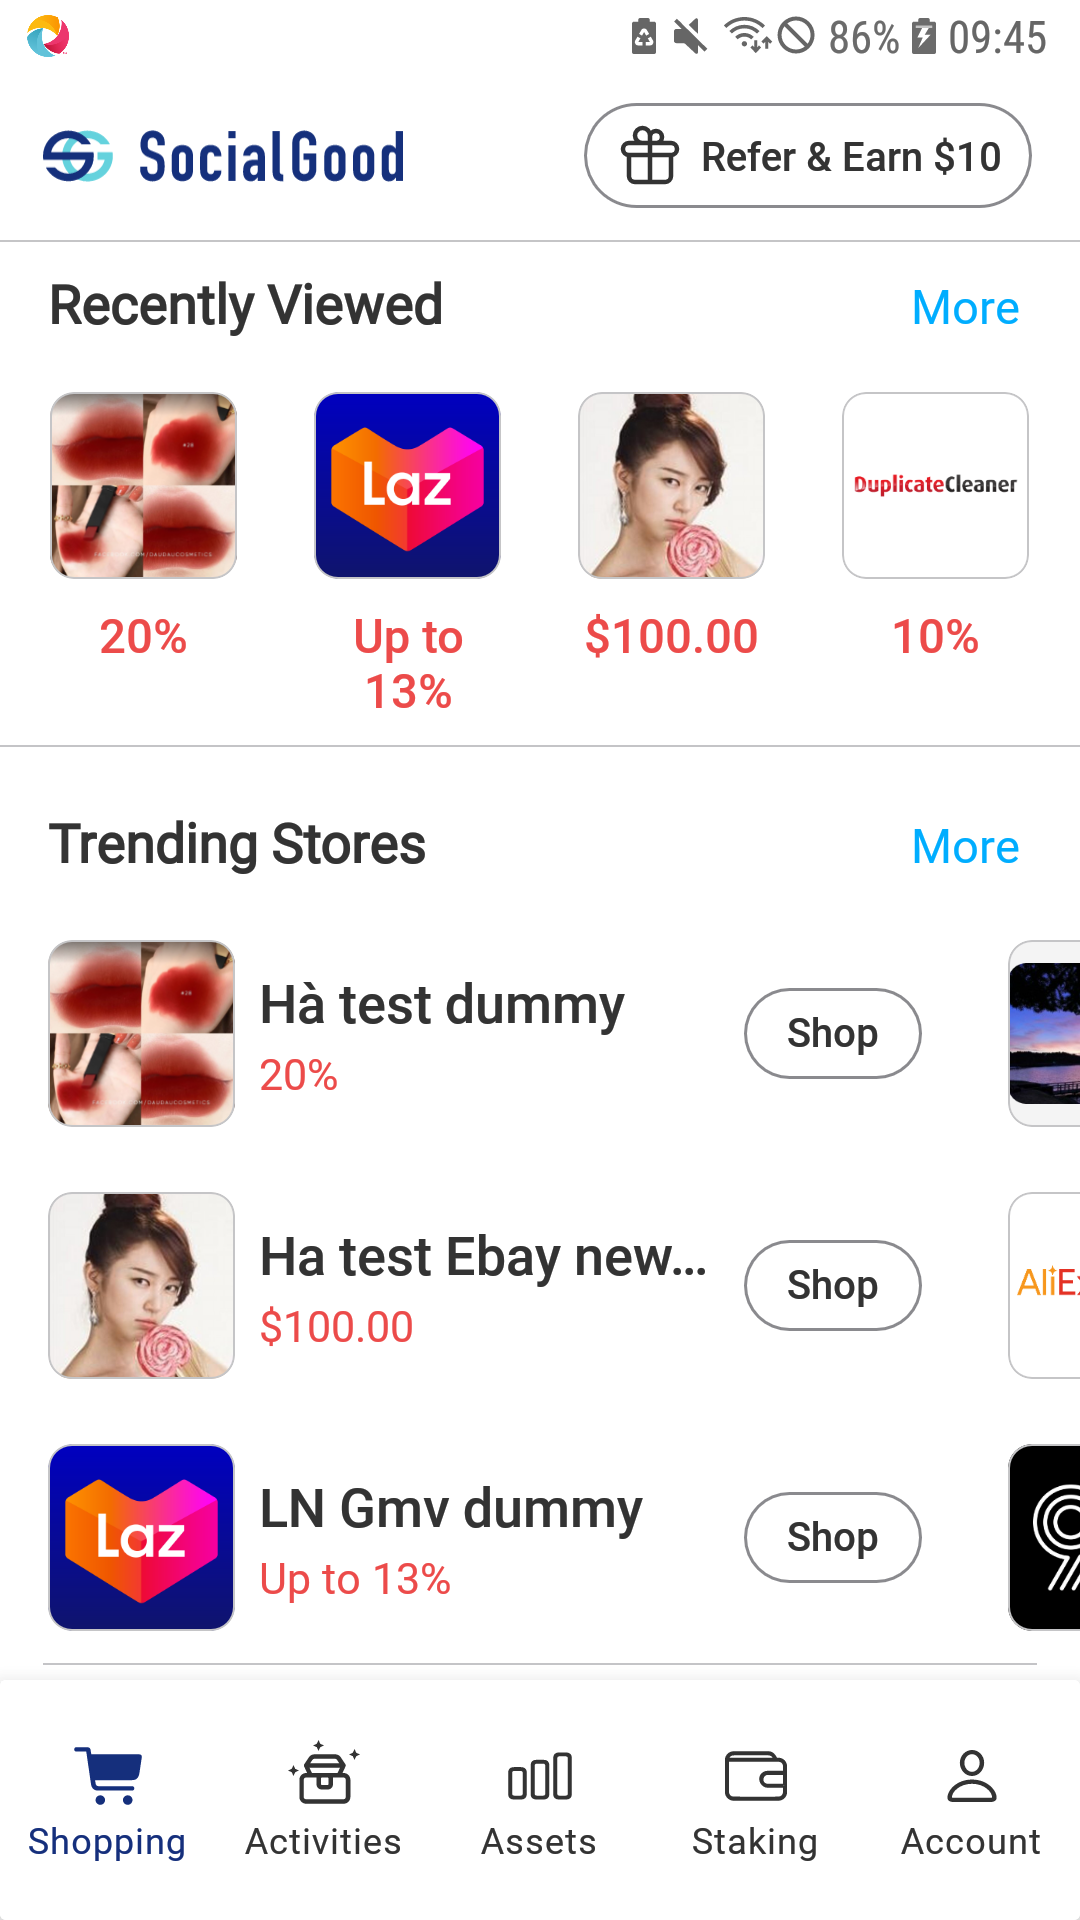 86% 09:45
SocialGood
Refer & Earn $10
Recently Viewed
More
Laz
DuplicateCleaner
20%
Up to
13%
$100.00
10%
Trending Stores
More
Hà test dummy
20%
Shop
Ha test Ebay new...
$100.00
Shop
AliEx
Laz
LN Gmv dummy
Up to 13%
Shop
Shopping
Activities
Assets
Staking
Account